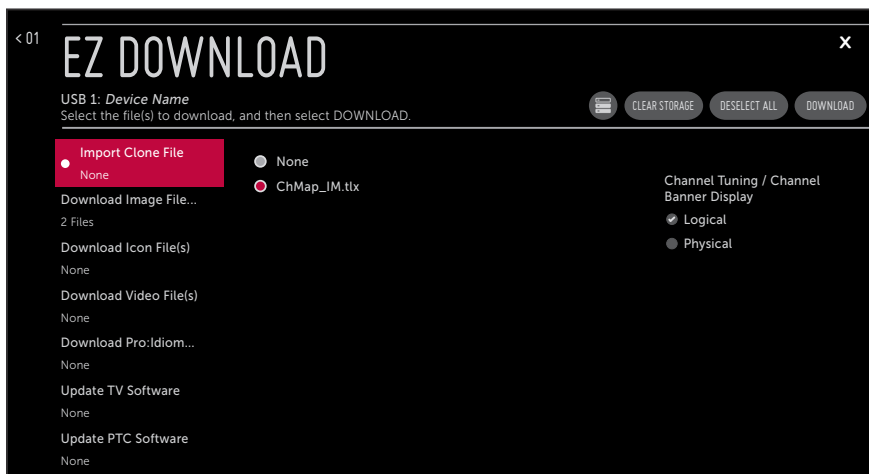 < 01
EZ DOWNLOAD
X
USB 1: Device Name
Select the file(s) to download, and then select DOWNLOAD.
CLEAR STORAGE
DESELECT ALL
DOWNLOAD
Import Clone File
None
Download Image File...
2 Files
Download Icon File(s)
None
Download Video File(s)
None
Download Pro:Idiom...
None
Update TV Software
None
Update PTC Software
None
None
ChMap_IM.tlx
Channel Tuning / Channel
Banner Display
Logical
Physical